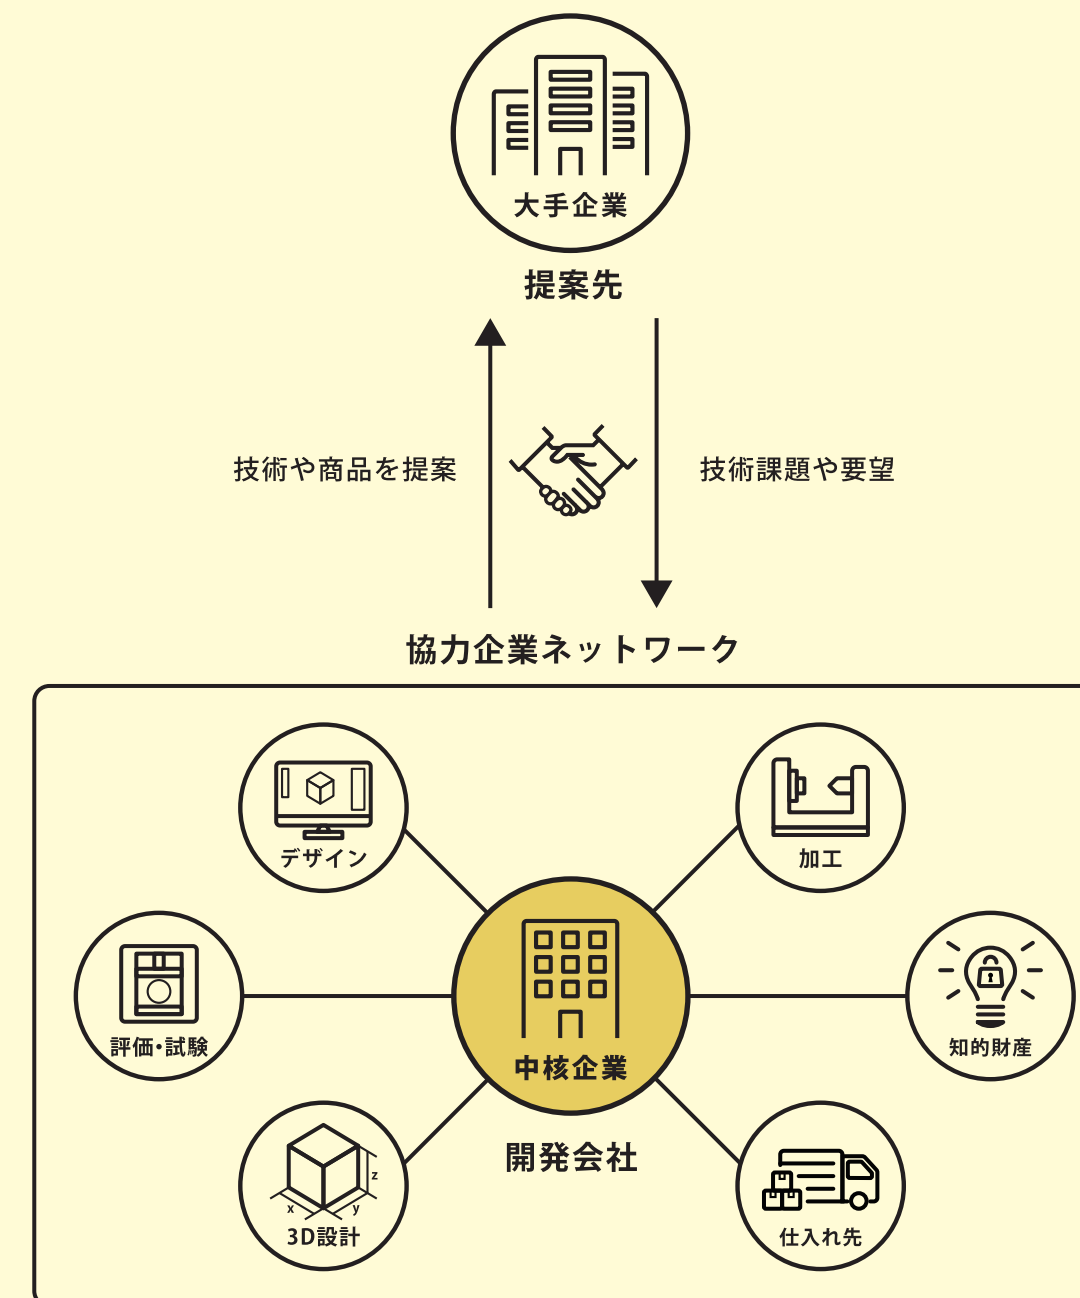 大手企業
提案先
技術や商品を提案
技術課題や要望
協力企業ネットワーク
デザイン
加工
評価・試験
中核企業
知的財産
開発会社
z
x
y
3D設計
仕入れ先